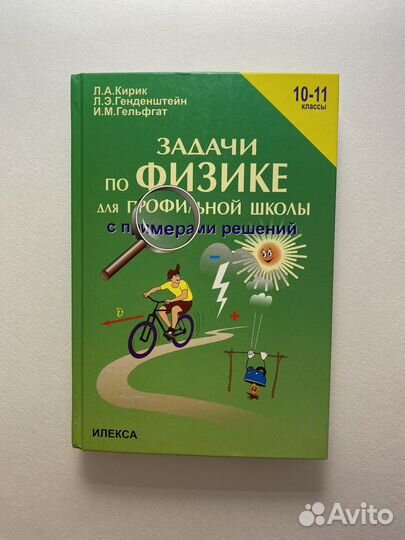 Л.А.Кирик
Л.Э.Генденштейн
И.М.Гельфгат
10-11
классы
ЗАДАЧИ
ПО ФИЗИКЕ
ДЛЯ ПРОФИЛЬНОЙ ШКОЛЫ
с примерами решений
−
+
υ
ИЛЕКСА
Avito